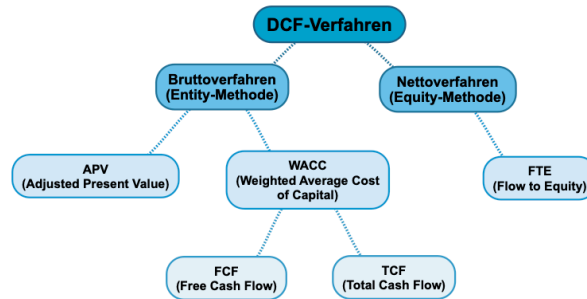 DCF-Verfahren
Bruttoverfahren
(Entity-Methode)
Nettoverfahren
(Equity-Methode)
APV
(Adjusted Present Value)
WACC
(Weighted Average Cost
of Capital)
FTE
(Flow to Equity)
FCF
(Free Cash Flow)
TCF
(Total Cash Flow)